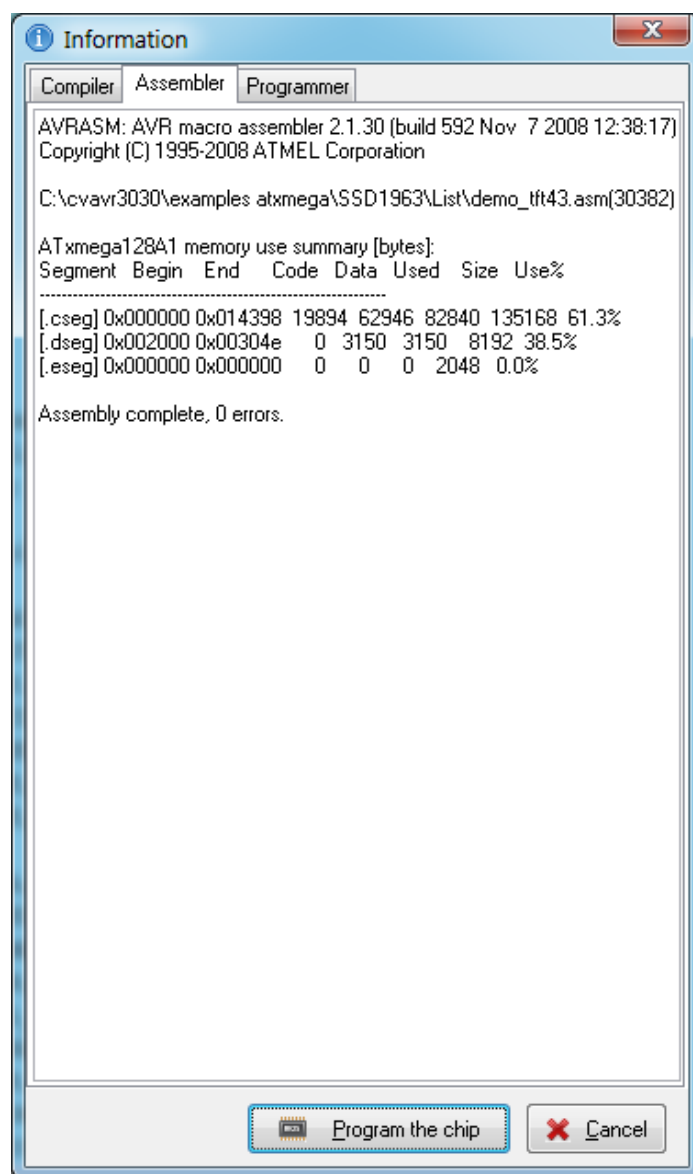 Information
Compiler Assembler Programmer
AVRASM: AVR macro assembler 2.1.30 (build 592 Nov  7 2008 12:38:17)
Copyright (C) 1995-2008 ATMEL Corporation
C:\cvavr3030\examples atxmega\SSD1963\List\demo_tft43.asm(30382)
ATxmega128A1 memory use summary [bytes]:
Segment  Begin  End  Code  Data  Used  Size  Use%
---------------------------------------------------------------
[.cseg] 0x000000 0x014398  19894  62946  82840  135168  61.3%
[.dseg] 0x002000 0x00304e  0  3150  3150  8192  38.5%
[.eseg] 0x000000 0x000000  0  0  0  2048  0.0%
Assembly complete, 0 errors.
Program the chip Cancel